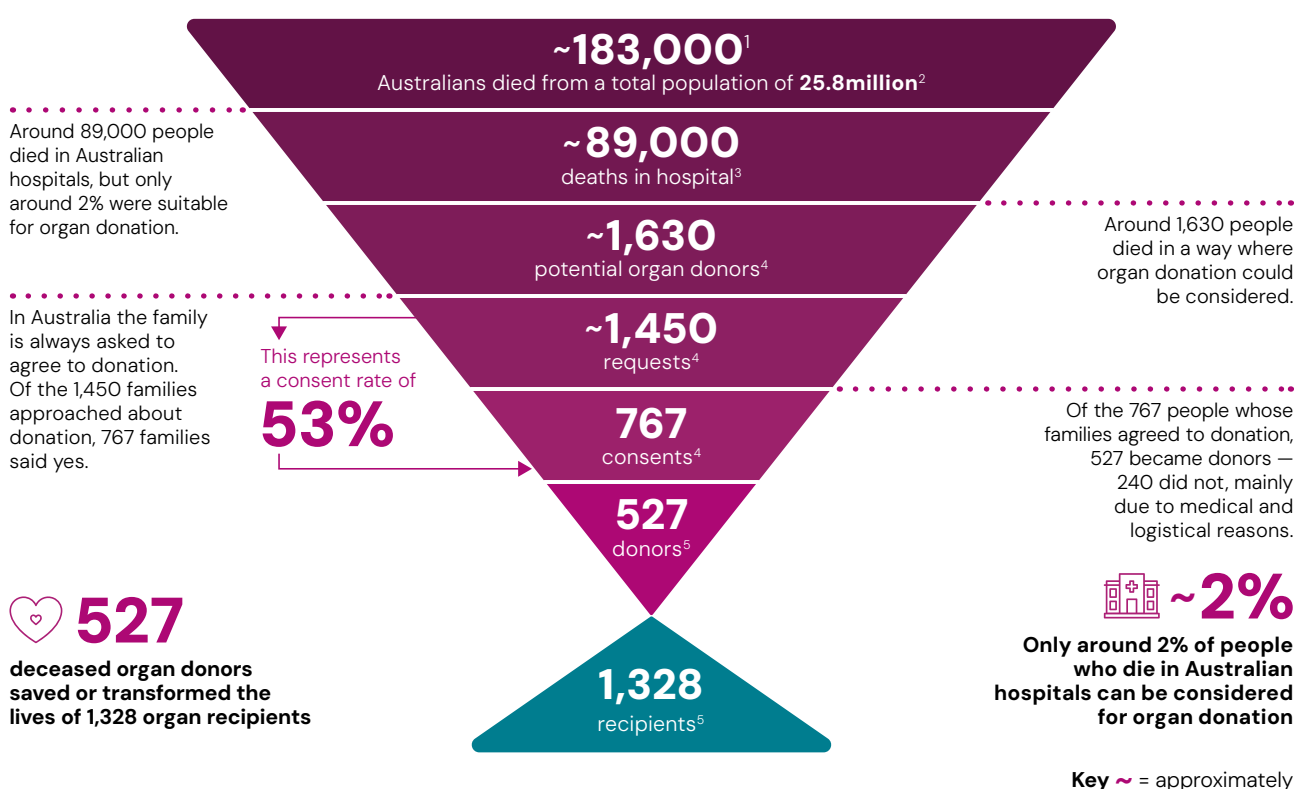 ~183,000¹
Australians died from a total population of 25.8million²
Around 89,000 people
died in Australian
hospitals, but only
around 2% were suitable
for organ donation.
~89,000
deaths in hospital³
~1,630
potential organ donors⁴
Around 1,630 people
died in a way where
organ donation could
be considered.
In Australia the family
is always asked to
agree to donation.
Of the 1,450 families
approached about
donation, 767 families
said yes.
This represents
a consent rate of
53%
~1,450
requests⁴
767
consents⁴
Of the 767 people whose
families agreed to donation,
527 became donors —
240 did not, mainly
due to medical and
logistical reasons.
527
donors⁵
527
deceased organ donors
saved or transformed the
lives of 1,328 organ recipients
1,328
recipients⁵
~2%
Only around 2% of people
who die in Australian
hospitals can be considered
for organ donation
Key ~ = approximately